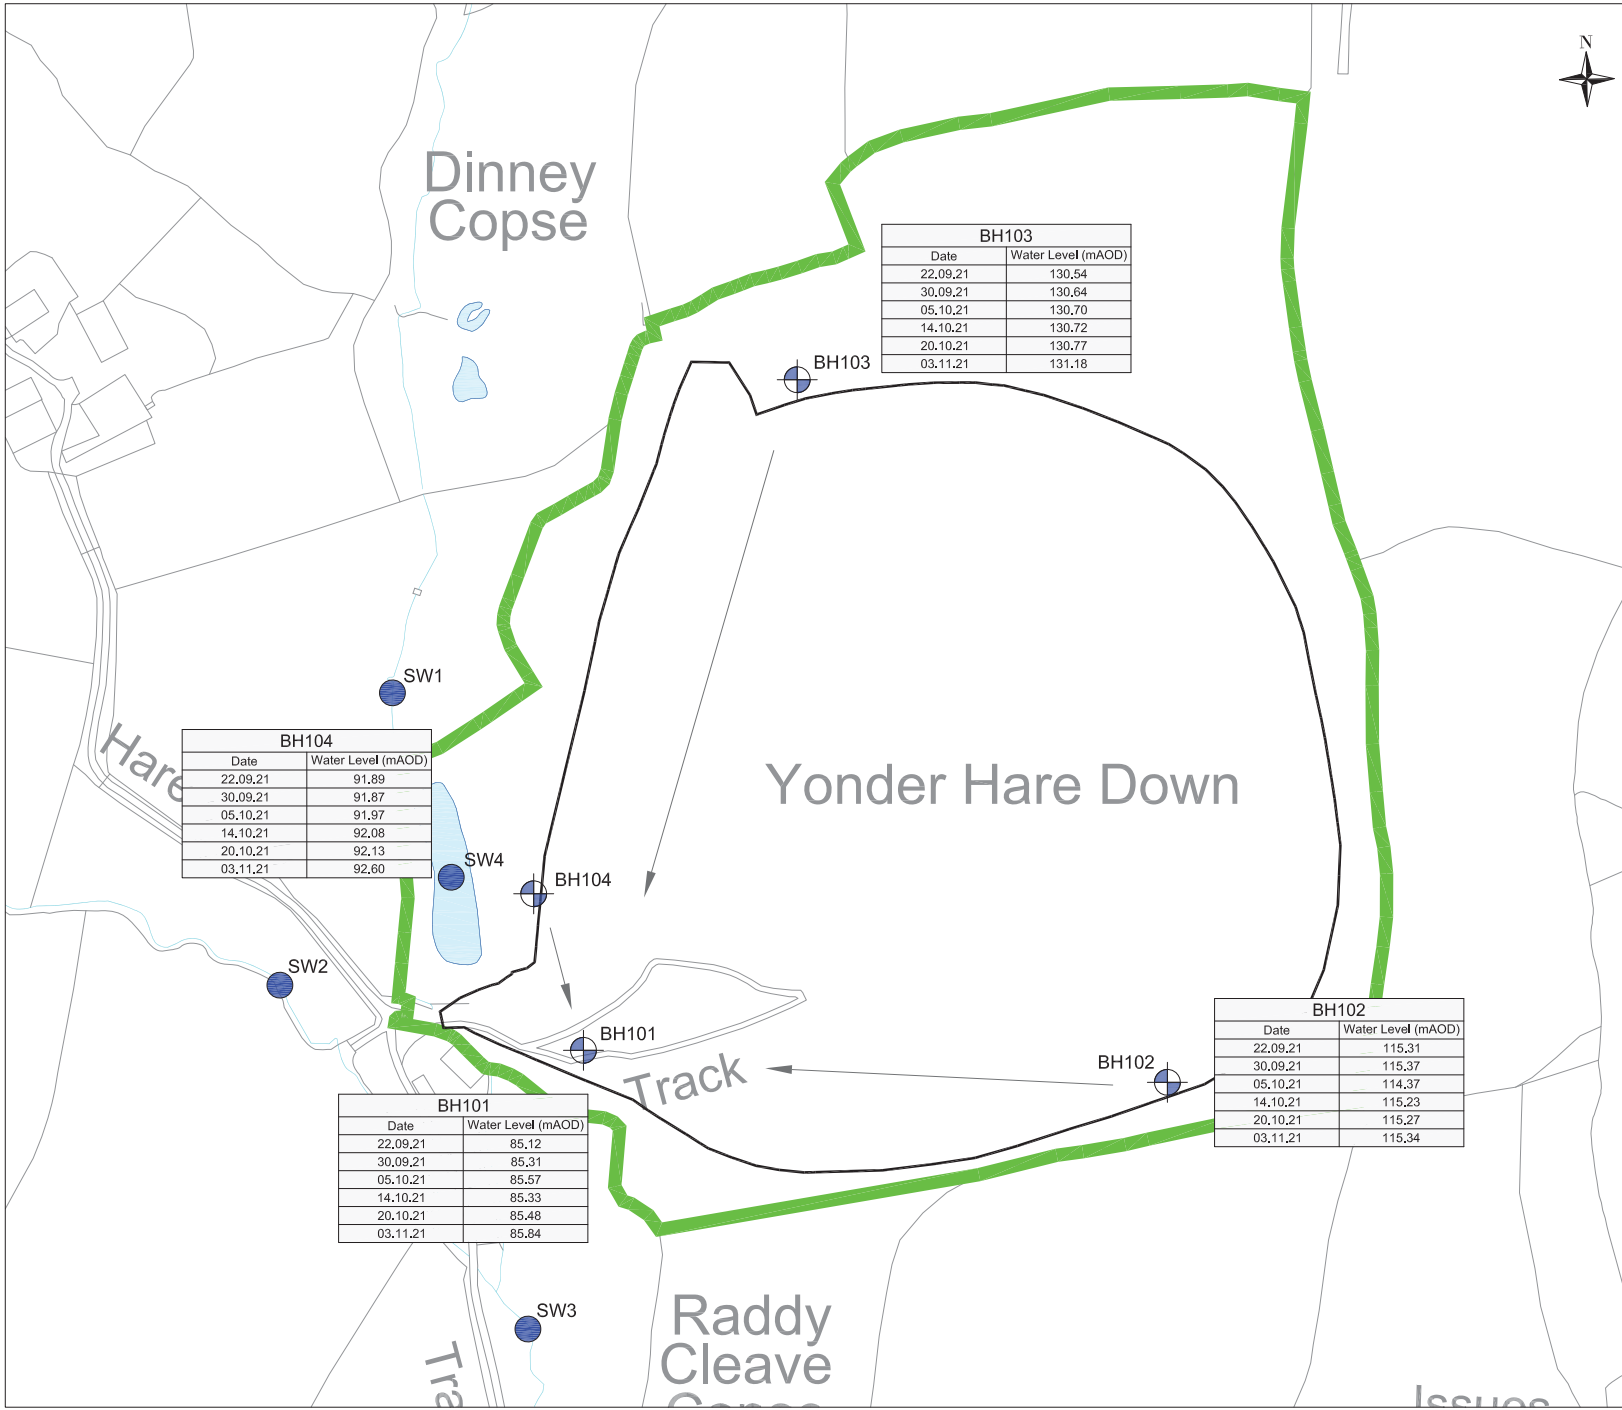 N
Dinney
Copse
BH103
Date Water Level (mAOD)
22.09.21 130.54
30.09.21 130.64
05.10.21 130.70
14.10.21 130.72
20.10.21 130.77
03.11.21 131.18
BH103
SW1
Hare
BH104
Date Water Level (mAOD)
22.09.21 91.89
30.09.21 91.87
05.10.21 91.97
14.10.21 92.08
20.10.21 92.13
03.11.21 92.60
Yonder Hare Down
SW4
BH104
SW2
BH101
Track
BH102
BH102
Date Water Level (mAOD)
22.09.21 115.31
30.09.21 115.37
05.10.21 114.37
14.10.21 115.23
20.10.21 115.27
03.11.21 115.34
BH101
Date Water Level (mAOD)
22.09.21 85.12
30.09.21 85.31
05.10.21 85.57
14.10.21 85.33
20.10.21 85.48
03.11.21 85.84
SW3
Raddy
Cleave
Copse
Tra
Issues